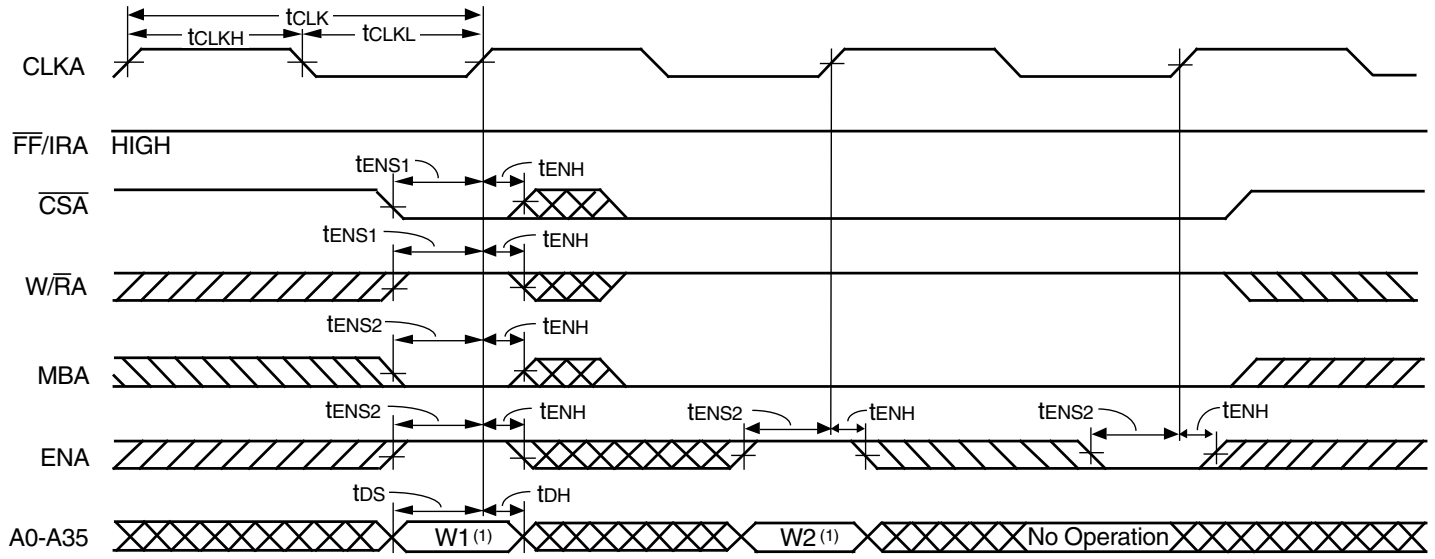 tCLK
tCLKH tCLKL
CLKA
FF/IRA HIGH
tENS1 tENH
CSA
tENS1 tENH
W/RA
tENS2 tENH
MBA
tENS2 tENH tENS2 tENH tENS2 tENH
ENA
tDS tDH
A0-A35 W1(1) W2(1) No Operation